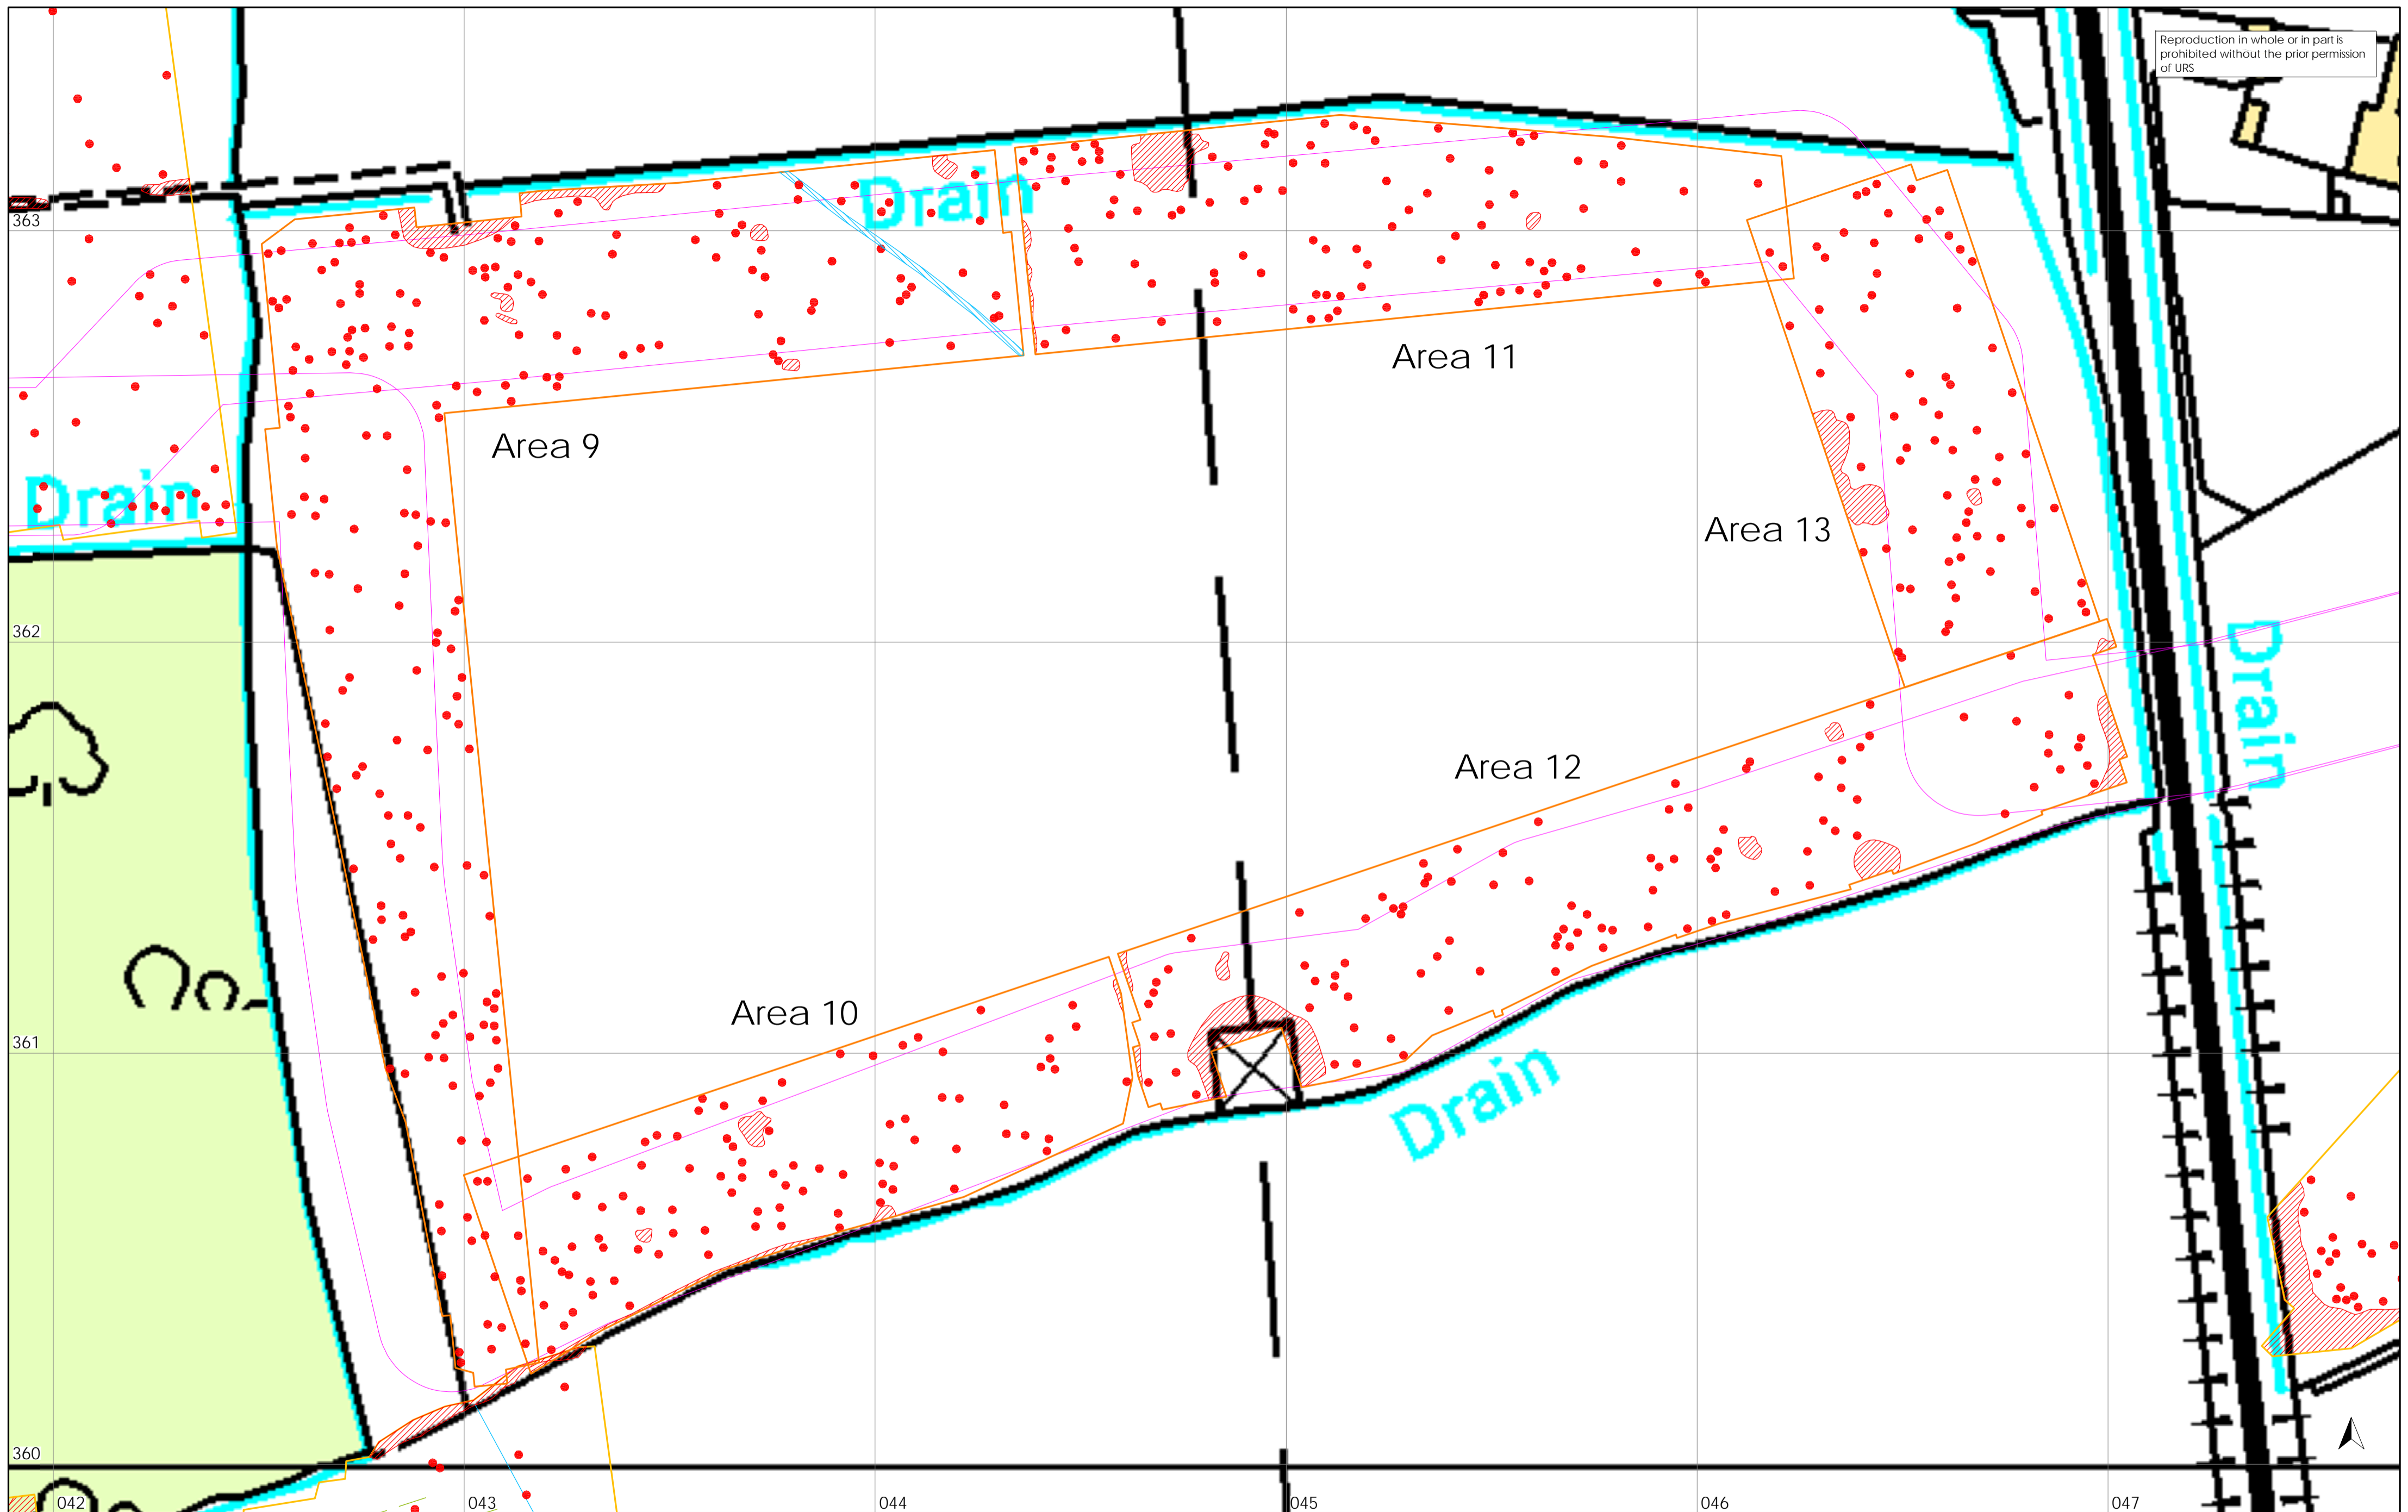 Reproduction in whole or in part is
prohibited without the prior permission
of URS
Drain
363
Area 11
Area 9
Drain
Area 13
362
Drain
Area 12
Area 10
361
Drain
360
042
043
044
045
046
047